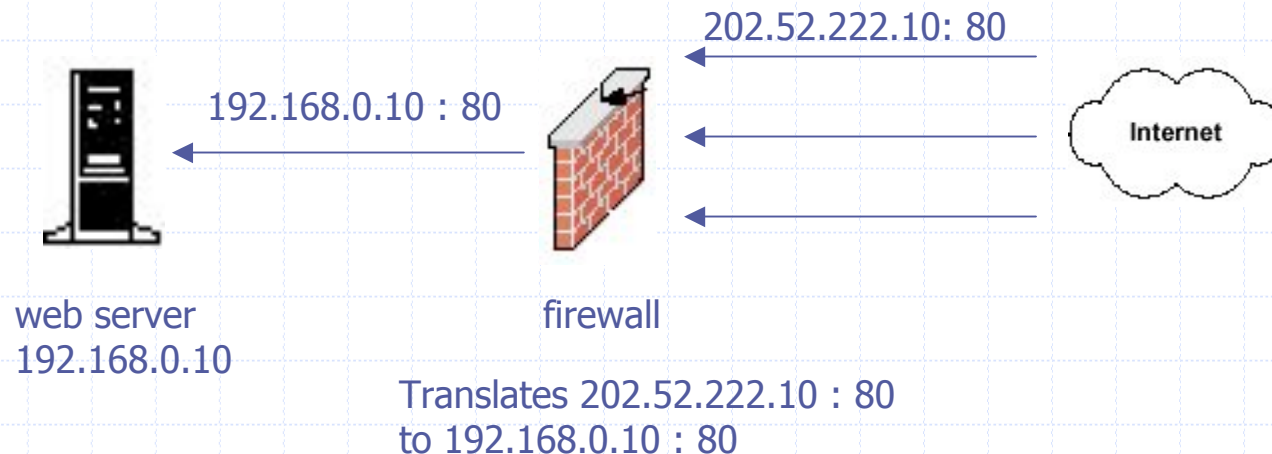 202.52.222.10: 80
192.168.0.10 : 80
Internet
web server
192.168.0.10
firewall
Translates 202.52.222.10 : 80
to 192.168.0.10 : 80